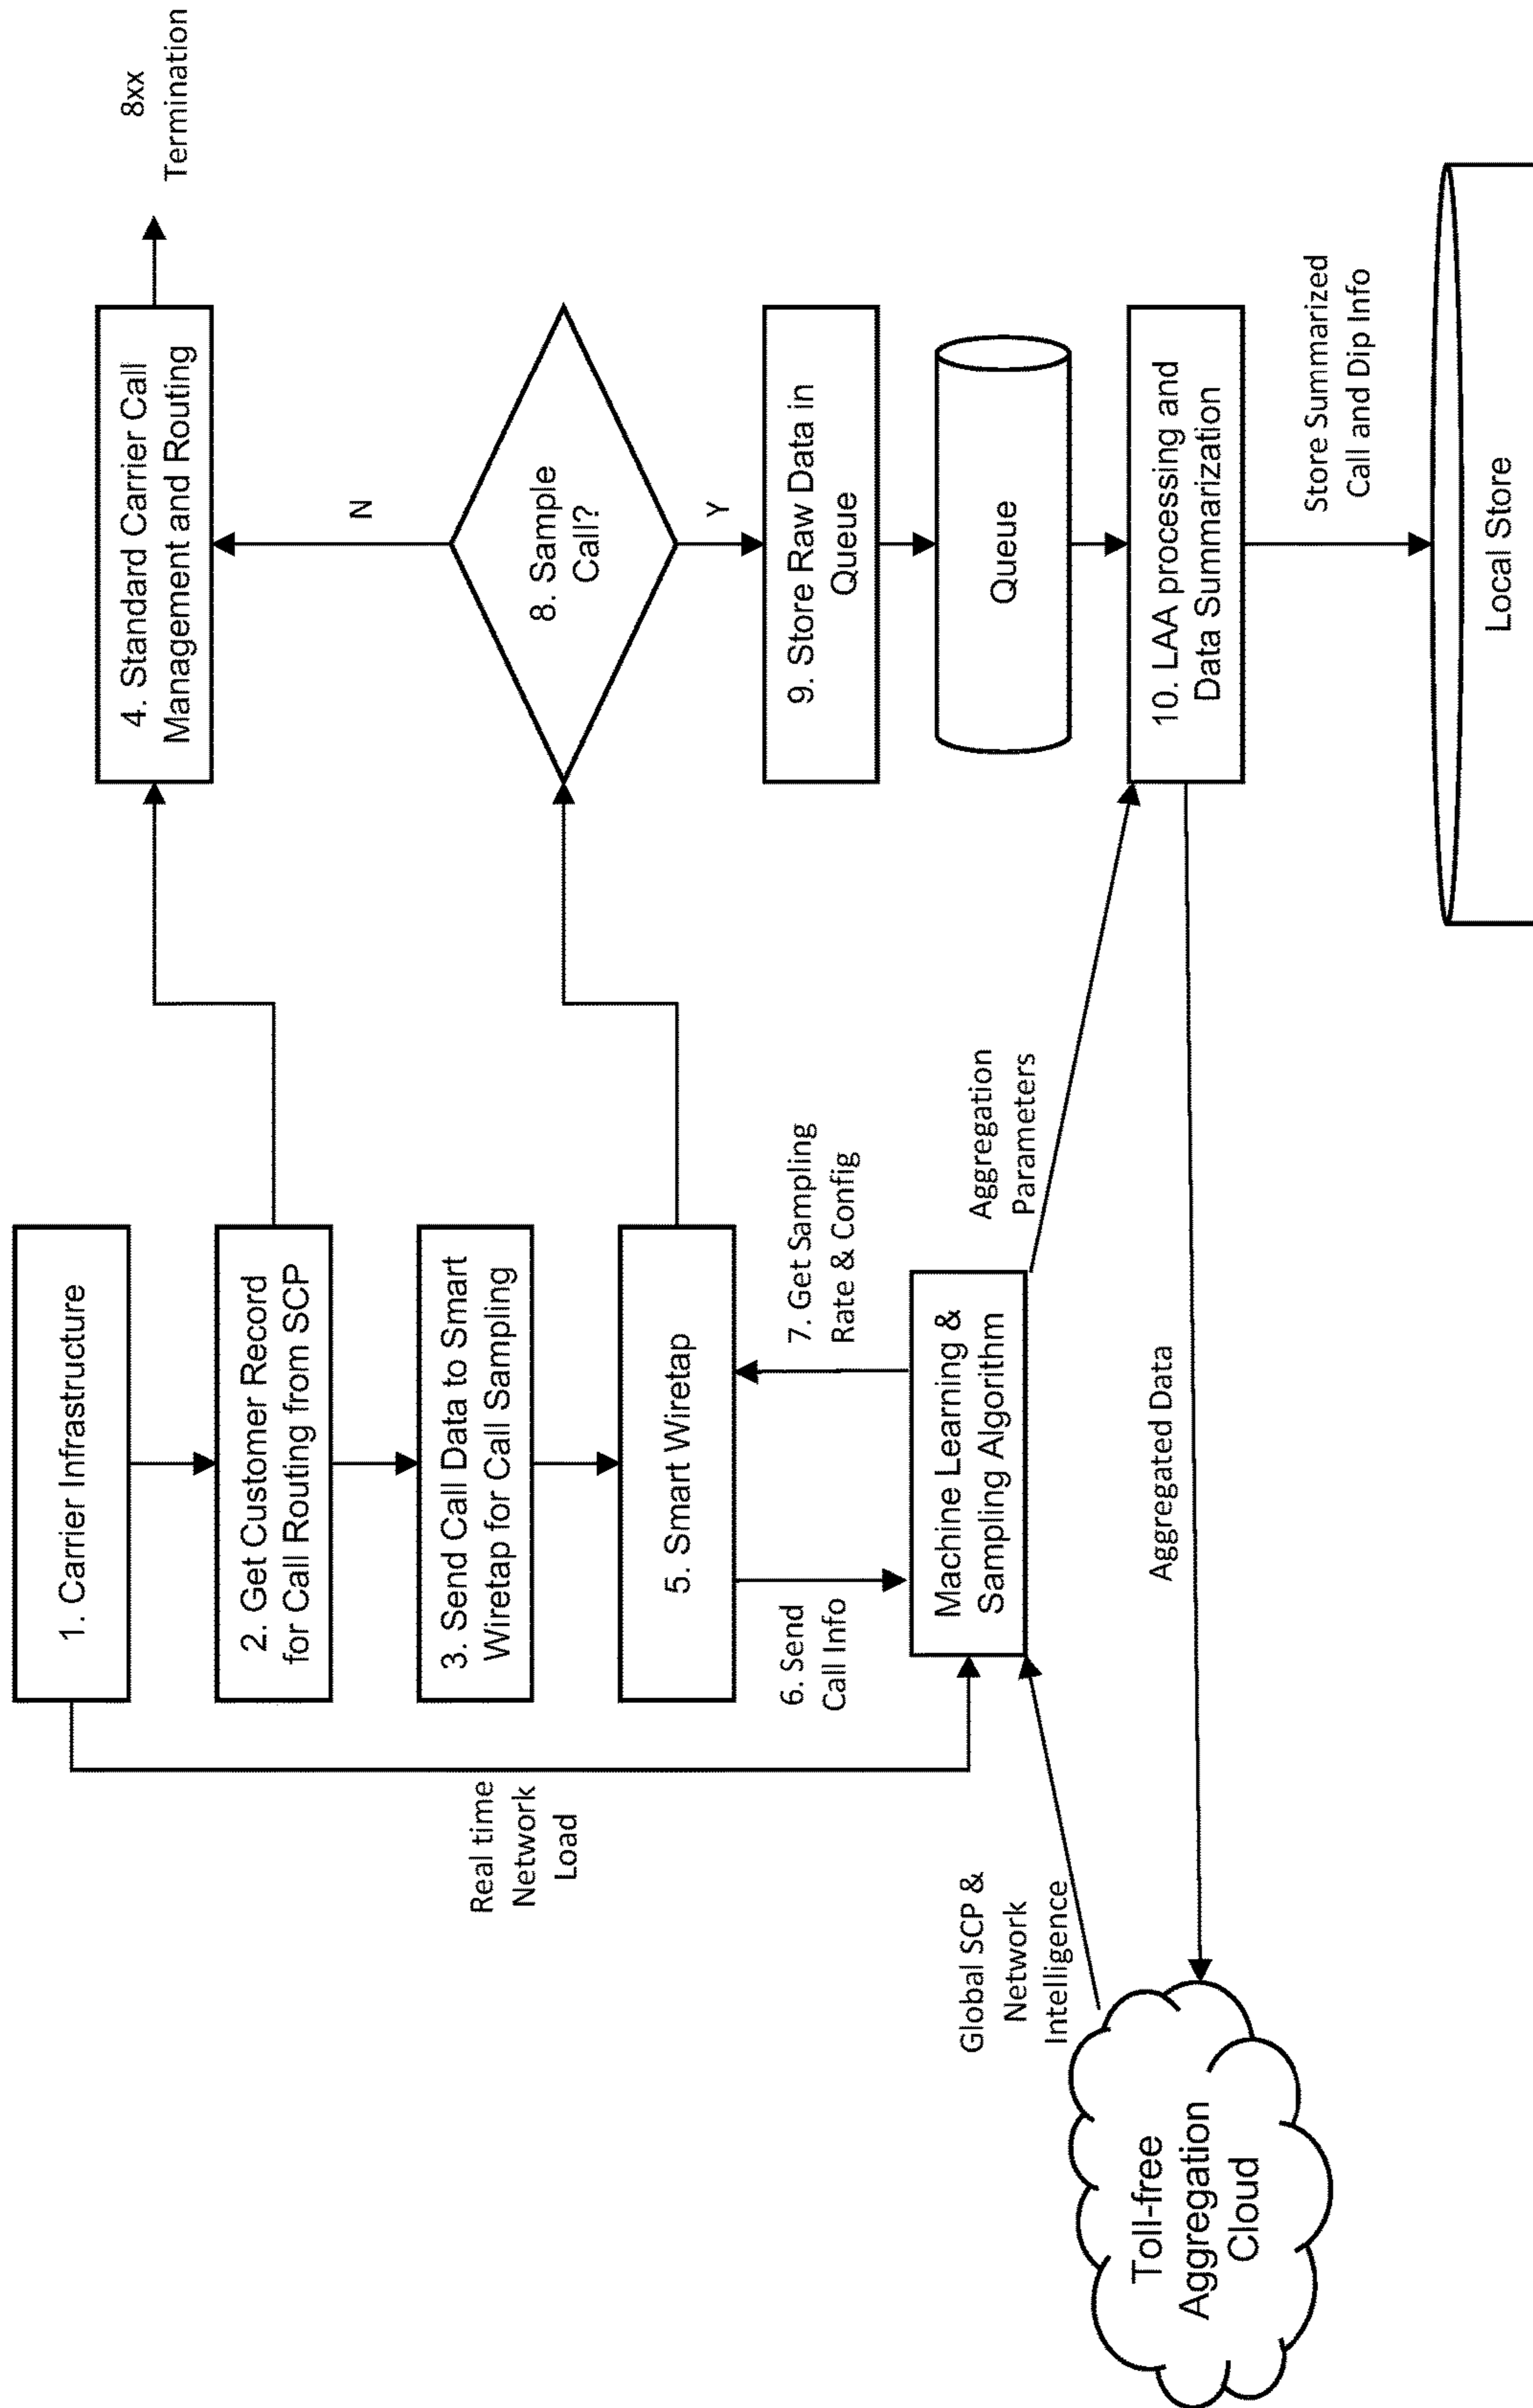 1. Carrier Infrastructure
2. Get Customer Record
for Call Routing from SCP
3. Send Call Data to Smart
Wiretap for Call Sampling
5. Smart Wiretap
Real time
Network
Load
6. Send
Call Info
7. Get Sampling
Rate & Config
Machine Learning &
Sampling Algorithm
Global SCP &
Network
Intelligence
Toll-free
Aggregation
Cloud
Aggregation
Parameters
Aggregated Data
4. Standard Carrier Call
Management and Routing
8xx
Termination
N
8. Sample
Call?
Y
9. Store Raw Data in
Queue
Queue
10. LAA processing and
Data Summarization
Store Summarized
Call and Dip Info
Local Store